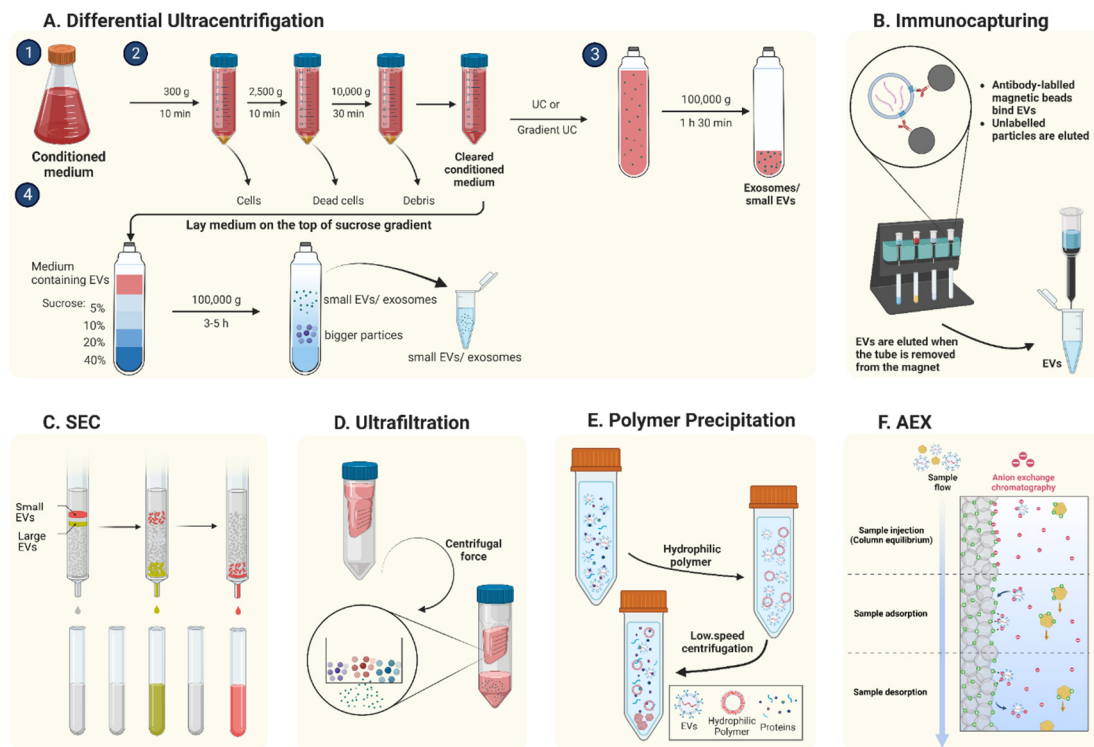 A. Differential Ultracentrifigation
1
2
3
300 g
10 min
2,500 g
10 min
10,000 g
30 min
UC or
Gradient UC
100,000 g
1 h 30 min
Conditioned
medium
Cleared
conditioned
medium
Exosomes/
small EVs
4
Cells
Dead cells
Debris
Lay medium on the top of sucrose gradient
Medium
containing EVs
Sucrose:
5%
10%
20%
40%
100,000 g
3-5 h
small EVs/ exosomes
bigger partices
small EVs/ exosomes
B. Immunocapturing
• Antibody-lablled
magnetic beads
bind EVs
• Unlabelled
particles are eluted
EVs are eluted when
the tube is removed
from the magnet
EVs
C. SEC
Small
EVs
Large
EVs
D. Ultrafiltration
Centrifugal
force
E. Polymer Precipitation
Hydrophilic
polymer
Low.speed
centrifugation
EVs
Hydrophilic
Polymer
Proteins
F. AEX
Sample
flow
Anion exchange
chromatography
Sample injection
(Column equilibrium)
Sample adsorption
Sample desorption